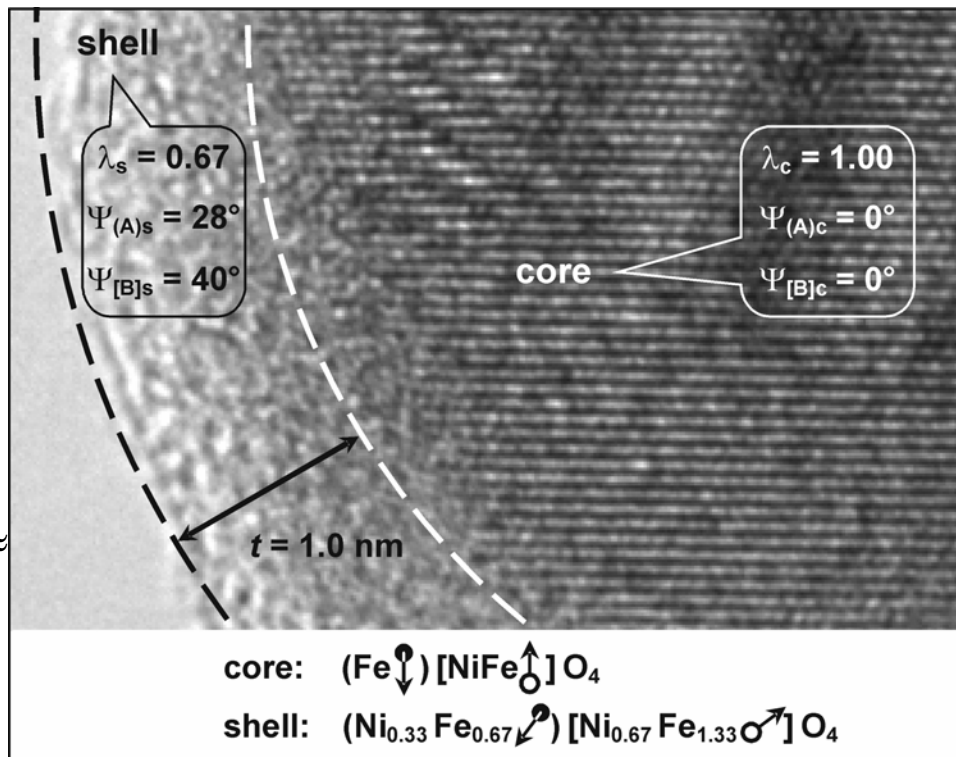 shell
λs = 0.67
Ψ(A)s = 28°
Ψ[B]s = 40°
λc = 1.00
Ψ(A)c = 0°
Ψ[B]c = 0°
core
t = 1.0 nm
≈
core: (Fe) [NiFe] O4
shell: (Ni0.33 Fe0.67) [Ni0.67 Fe1.33] O4